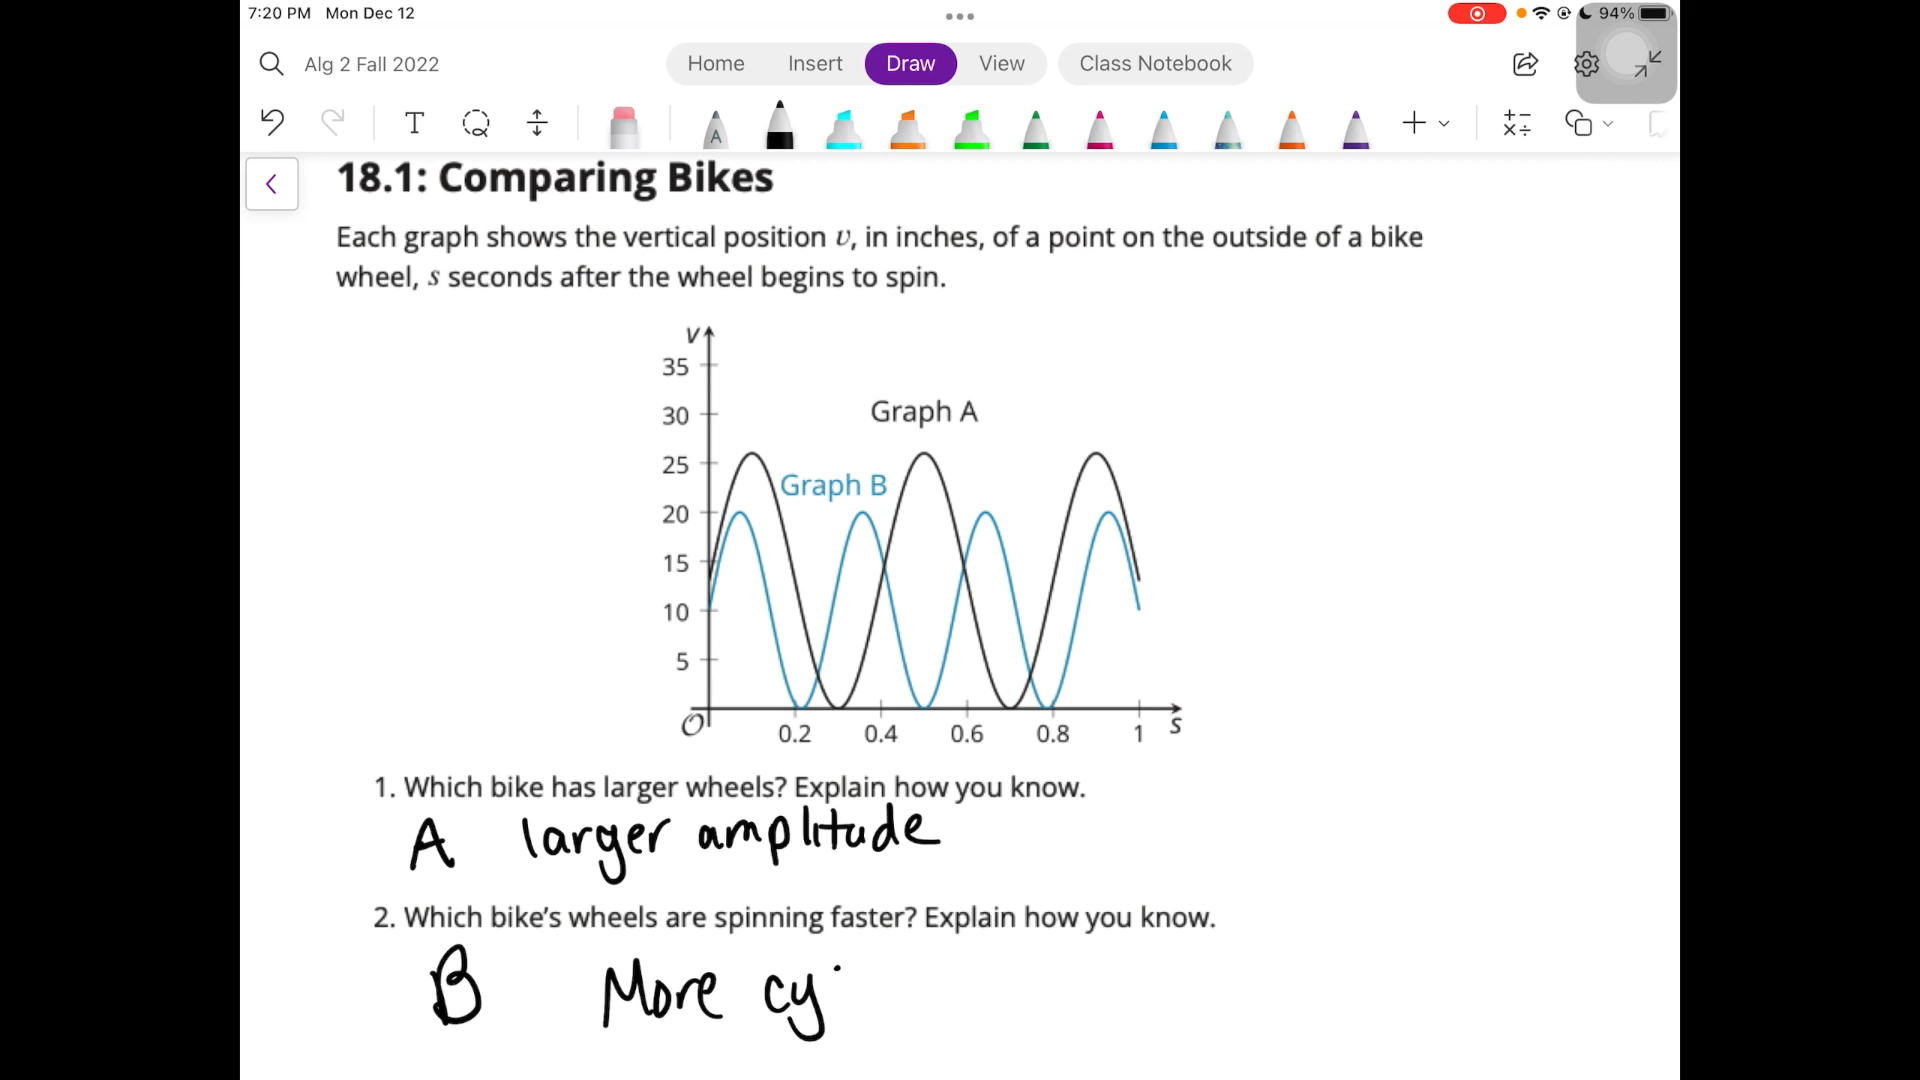 7:20 PM Mon Dec 12
94%
Alg 2 Fall 2022
Home Insert Draw View Class Notebook
T
A
18.1: Comparing Bikes
Each graph shows the vertical position v, in inches, of a point on the outside of a bike
wheel, s seconds after the wheel begins to spin.
v
35
30
25
20
15
10
5
Graph A
Graph B
O
0.2 0.4 0.6 0.8 1 s
1. Which bike has larger wheels? Explain how you know.
A larger amplitude
2. Which bike's wheels are spinning faster? Explain how you know.
B More cy